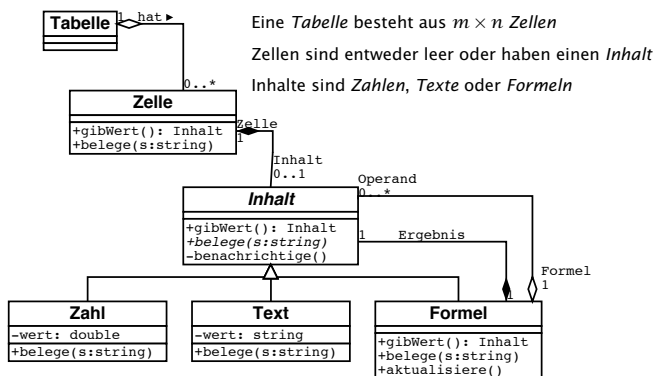 Tabelle
1 hat ▶
Eine Tabelle besteht aus m × n Zellen
Zellen sind entweder leer oder haben einen Inhalt
Inhalte sind Zahlen, Texte oder Formeln
0..*
Zelle
+gibWert(): Inhalt
+belege(s:string)
Zelle
1
Inhalt
0..1
Operand
0..*
Inhalt
+gibWert(): Inhalt
+belege(s:string)
-benachrichtige()
1 Ergebnis
Formel
1
1
Zahl
-wert: double
+belege(s:string)
Text
-wert: string
+belege(s:string)
Formel
+gibWert(): Inhalt
+belege(s:string)
+aktualisiere()